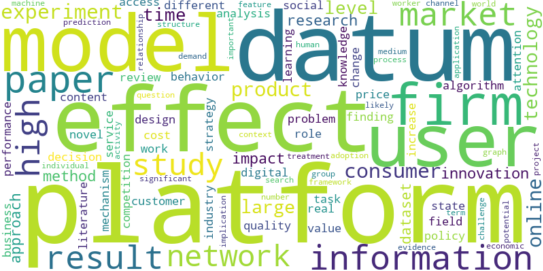 machine
experiment
prediction
model
datum
access
different
social
level
market
worker
channel
world
time
analysis
feature
important
demand
structure
relationship
research
human
learning
knowledge
change
medium
process
application
attention
technology
paper
review
behavior
content
product
price
likely
algorithm
performance
high
novel
question
activity
effect
design
cost
work
service
strategy
context
problem
role
finding
increase
firm
user
decision
individual
method
significant
mechanism
study
impact
treatment
adoption
graph
digital
search
group
framework
consumer
innovation
project
business
approach
literature
competition
customer
platform
industry
implication
large
number
quality
task
real
value
dataset
state
field
policy
term
challenge
potential
online
result
network
information
evidence
economic